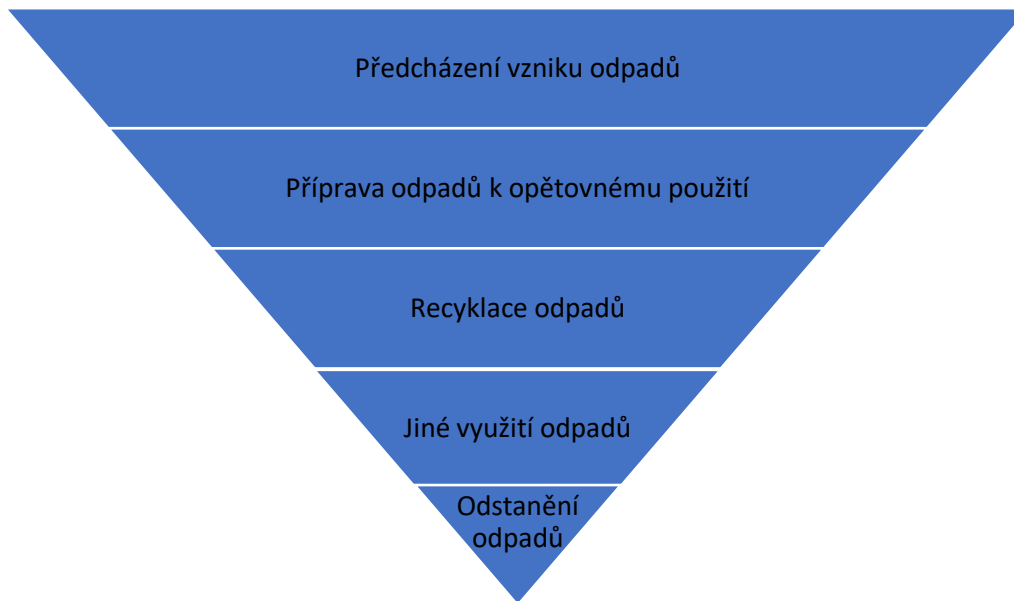 Předcházení vzniku odpadů
Příprava odpadů k opětovnému použití
Recyklace odpadů
Jiné využití odpadů
Odstanění
odpadů